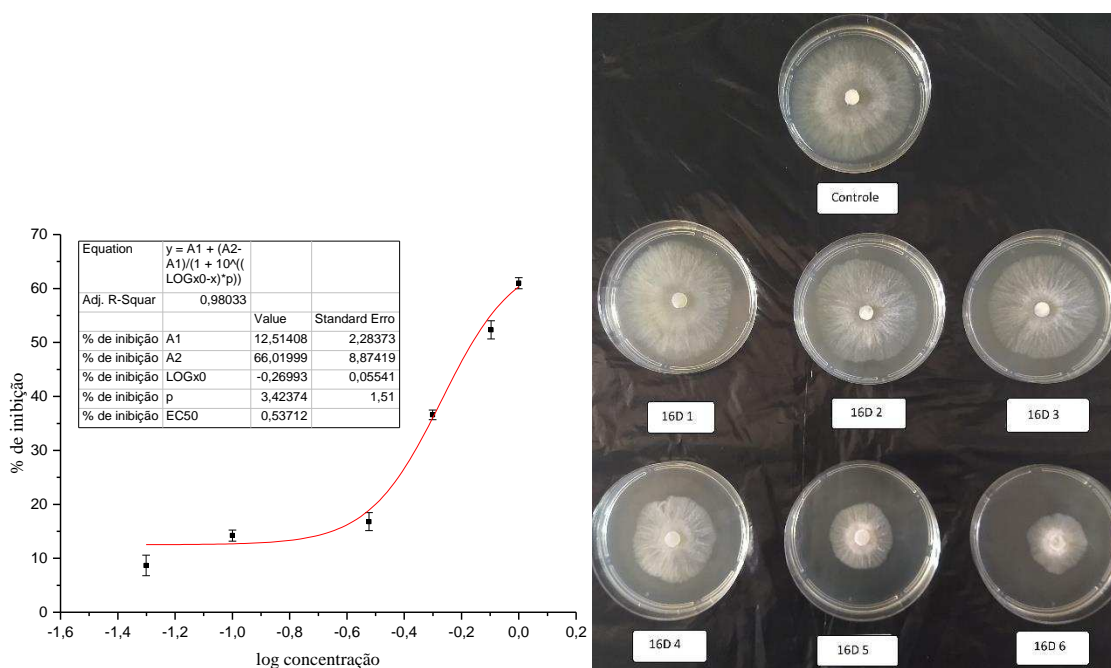 70
60
50
40
30
20
10
0
% de inibição
Equation y = A1 + (A2-
A1)/(1 + 10^((
LOGx0-x)*p))
Adj. R-Squar 0,98033
Value Standard Erro
% de inibição A1 12,51408 2,28373
% de inibição A2 66,01999 8,87419
% de inibição LOGx0 -0,26993 0,05541
% de inibição p 3,42374 1,51
% de inibição EC50 0,53712
-1,6 -1,4 -1,2 -1,0 -0,8 -0,6 -0,4 -0,2 0,0 0,2
log concentração
Controle
16D 1 16D 2 16D 3
16D 4 16D 5 16D 6